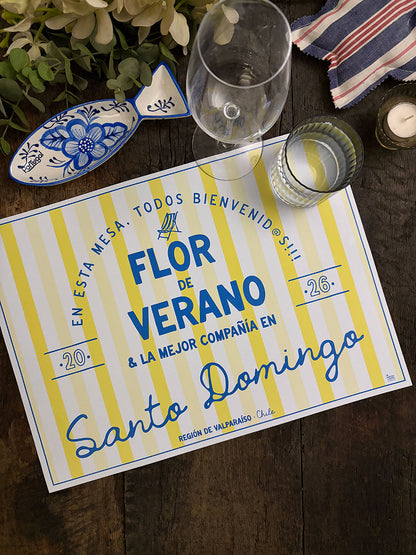 EN ESTA MESA, TODOS BIENVENID@S!!!!
FLOR
DE
VERANO
& LA MEJOR COMPAÑÍA EN
·20· ·26·
Santo Domingo
REGIÓN DE VALPARAÍSO · Chile